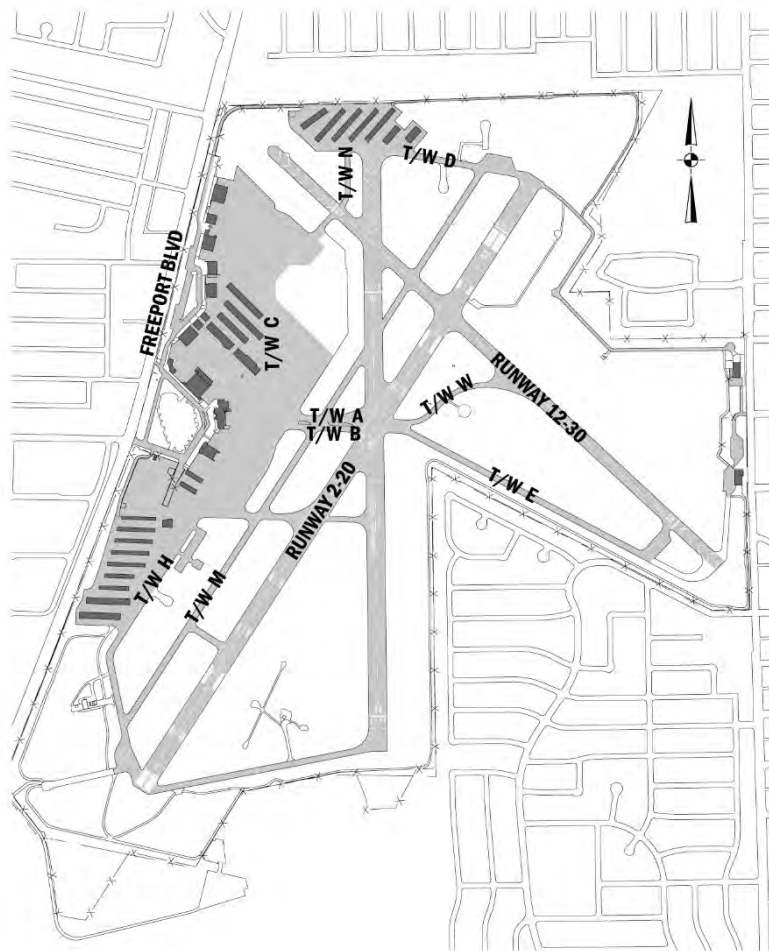 T/W N
T/W D
FREEPORT BLVD
T/W C
RUNWAY 12-30
T/W W
T/W A
T/W B
T/W E
RUNWAY 2-20
T/W H
T/W M